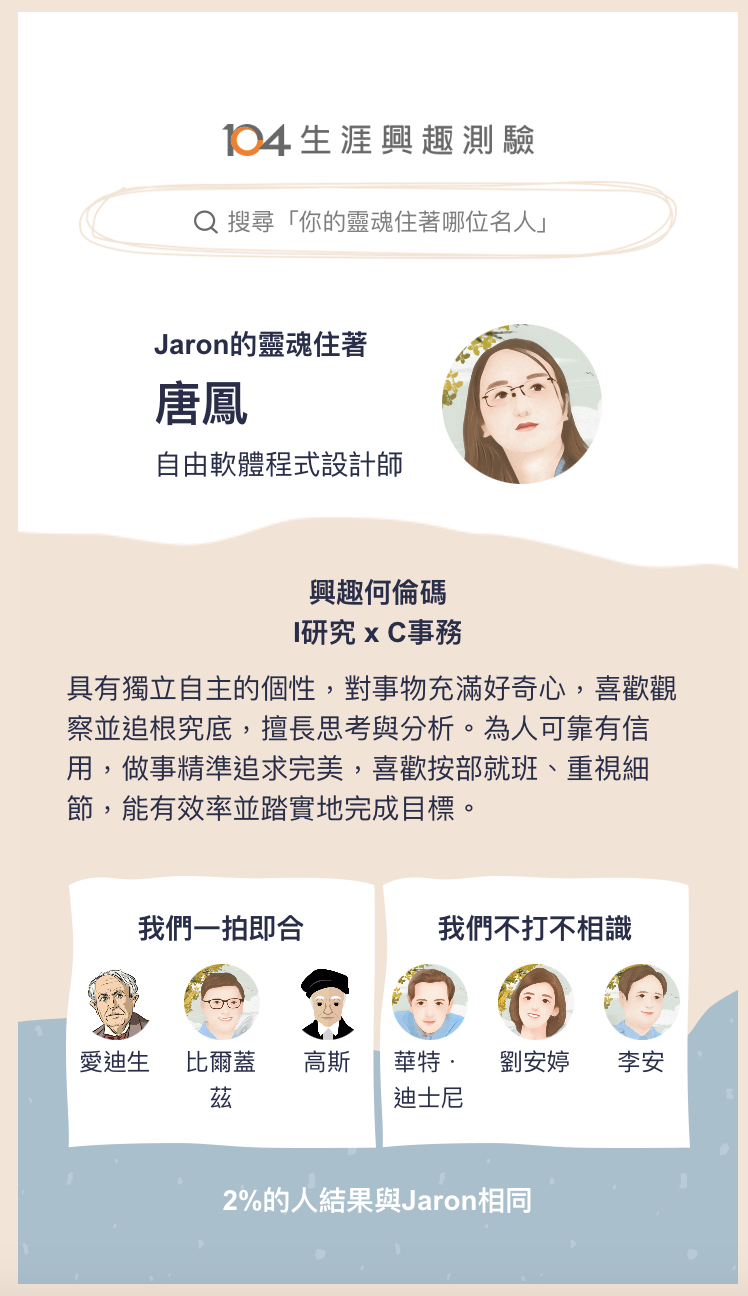 104 生涯興趣測驗
搜尋「你的靈魂住著哪位名人」
Jaron的靈魂住著
唐鳳
自由軟體程式設計師
興趣何倫碼
I研究 x C事務
具有獨立自主的個性，對事物充滿好奇心，喜歡觀
察並追根究底，擅長思考與分析。為人可靠有信
用，做事精準追求完美，喜歡按部就班、重視細
節，能有效率並踏實地完成目標。
我們一拍即合
愛迪生
比爾蓋
茲
高斯
我們不打不相識
華特．
迪士尼
劉安婷
李安
2%的人結果與Jaron相同